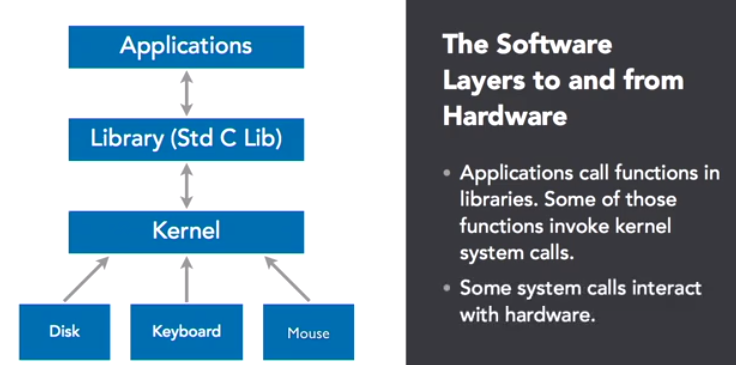 Applications
Library (Std C Lib)
Kernel
Disk
Keyboard
Mouse
The Software
Layers to and from
Hardware
• Applications call functions in
libraries. Some of those
functions invoke kernel
system calls.
• Some system calls interact
with hardware.